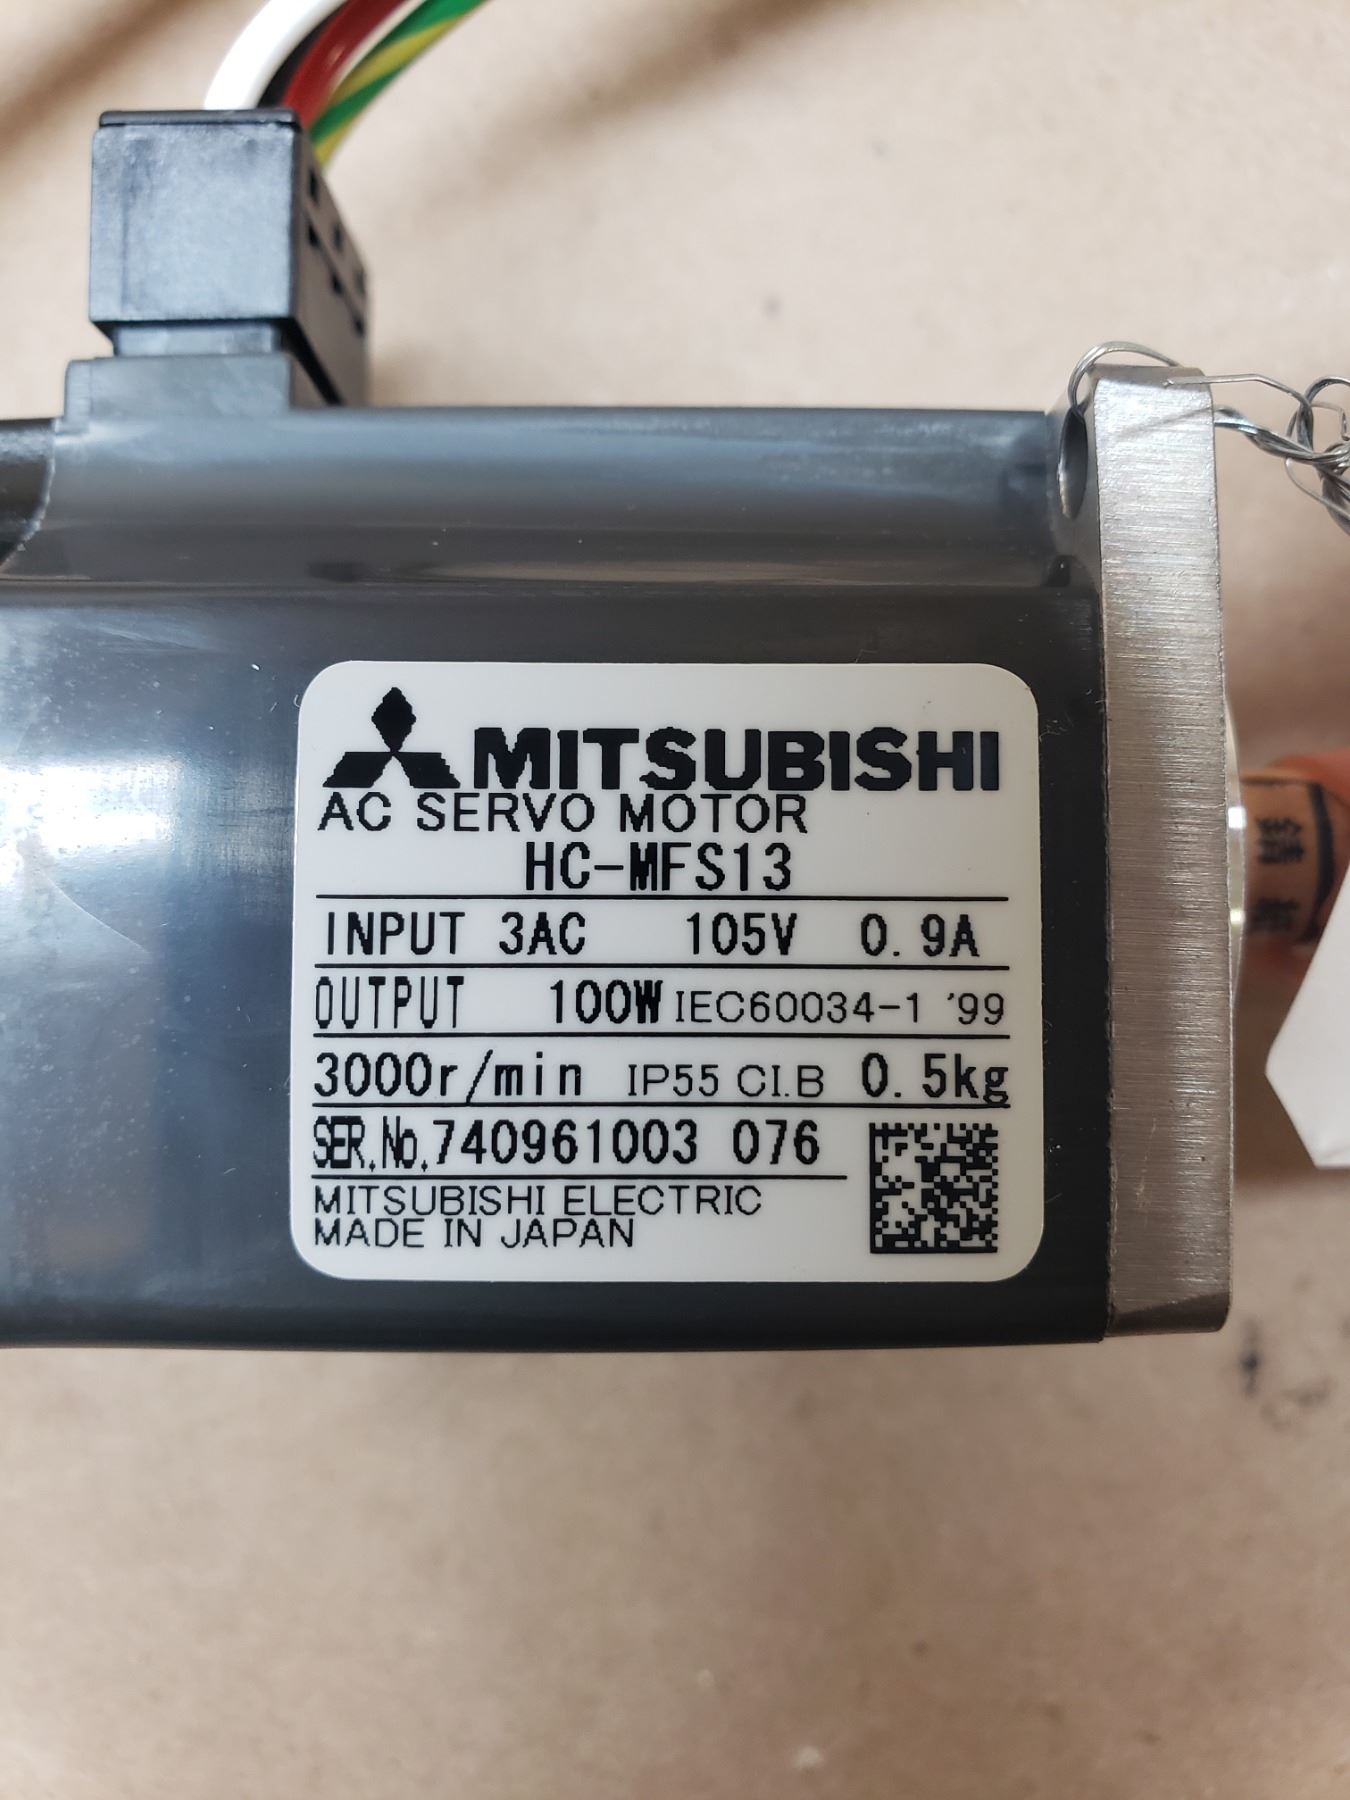 MITSUBISHI
AC SERVO MOTOR
HC-MFS13
INPUT 3AC 105V 0.9A
OUTPUT 100W IEC60034-1 '99
3000r/min IP55 CI.B 0.5kg
SER.No.740961003 076
MITSUBISHI ELECTRIC
MADE IN JAPAN